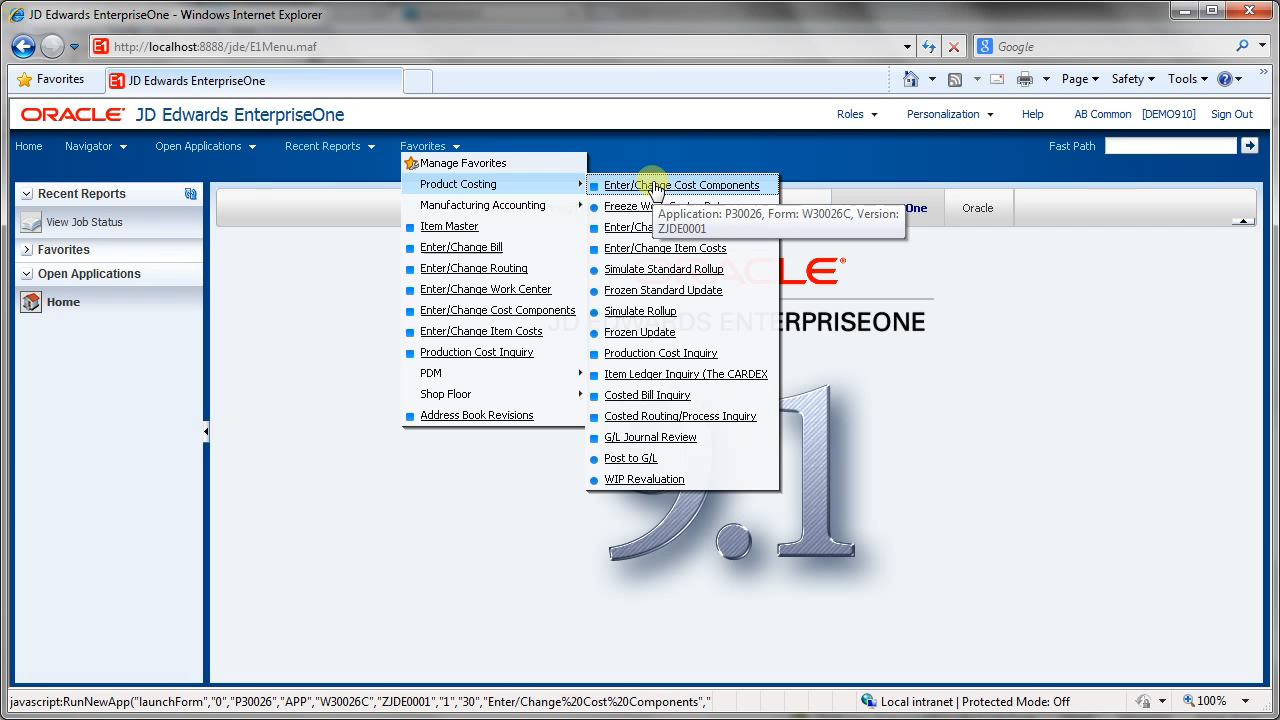 JD Edwards EnterpriseOne - Windows Internet Explorer
http://localhost:8888/jde/E1Menu.maf
Google
Favorites
E1 JD Edwards EnterpriseOne
Page
Safety
Tools
ORACLE JD Edwards EnterpriseOne
Roles
Personalization
Help
AB Common
[DEMO910]
Sign Out
Home
Navigator
Open Applications
Recent Reports
Favorites
Fast Path
Manage Favorites
Product Costing
Manufacturing Accounting
Item Master
Enter/Change Bill
Enter/Change Routing
Enter/Change Work Center
Enter/Change Cost Components
Enter/Change Item Costs
Production Cost Inquiry
PDM
Shop Floor
Address Book Revisions
Enter/Change Cost Components
Application: P30026, Form: W30026C, Version:
ZJDE0001
Enter/Change Item Costs
Simulate Standard Rollup
Frozen Standard Update
Simulate Rollup
Frozen Update
Production Cost Inquiry
Item Ledger Inquiry (The CARDEX
Costed Bill Inquiry
Costed Routing/Process Inquiry
G/L Journal Review
Post to G/L
WIP Revaluation
Recent Reports
View Job Status
Favorites
Open Applications
Home
Oracle
JD EDWARDS ENTERPRISEONE
9.1
javascript:RunNewApp("launchForm","0","P30026","APP","W30026C","ZJDE0001","1","30","Enter/Change%20Cost%20Components","
Local intranet | Protected Mode: Off
100%